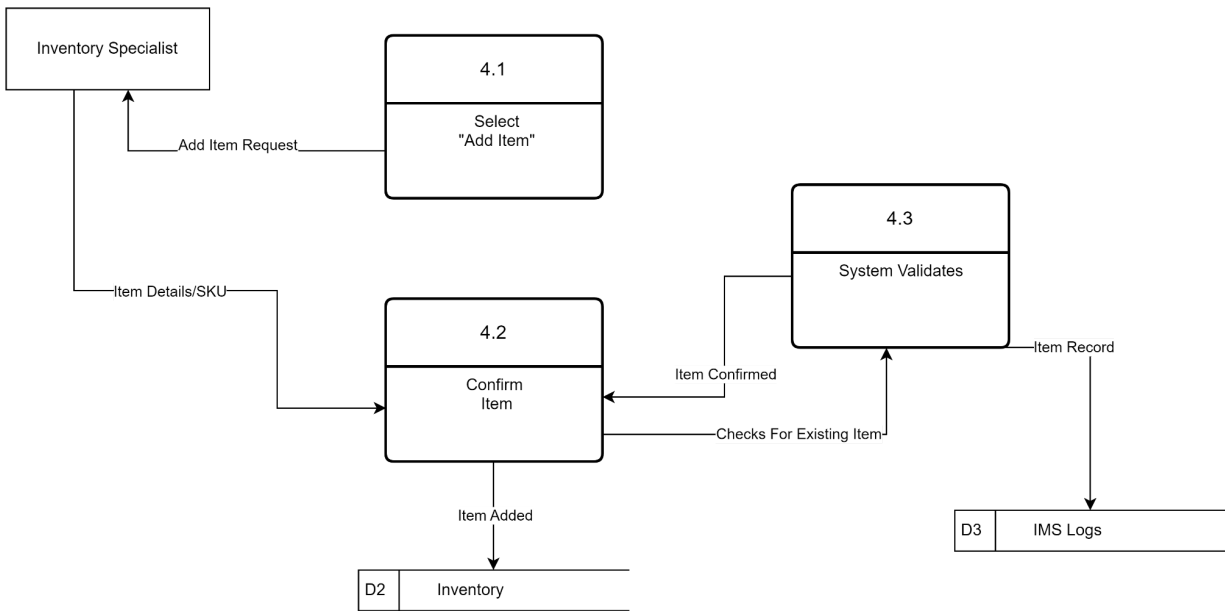 Inventory Specialist
4.1
Select
"Add Item"
Add Item Request
4.3
System Validates
Item Details/SKU
4.2
Confirm
Item
Item Confirmed
Item Record
Checks For Existing Item
Item Added
D3
IMS Logs
D2
Inventory